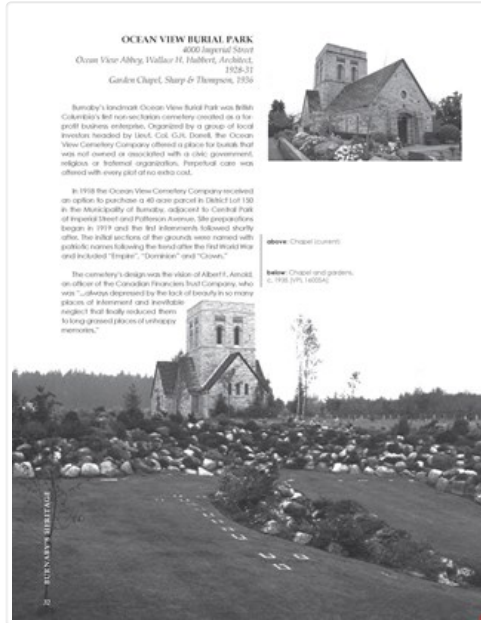 OCEAN VIEW BURIAL PARK
4000 Imperial Street
Ocean View Abbey, Wallace H. Hubbert, Architect,
1928-31
Garden Chapel, Sharp & Thompson, 1936
Burnaby's landmark Ocean View Burial Park was British
Columbia's first non-sectarian cemetery created as a for-
profit business enterprise. Organized by a group of local
investors headed by Lieut. Col. G.H. Dorrell, the Ocean
View Cemetery Company offered a place for burials that
was not owned or associated with a civic government,
religious or fraternal organization. Perpetual care was
offered with every plot at no extra cost.
In 1918 the Ocean View Cemetery Company received
an option to purchase a 40 acre parcel in District Lot 150
in the Municipality of Burnaby, adjacent to Central Park
at Imperial Street and Patterson Avenue. Site preparations
began in 1919 and the first interments followed shortly
after. The initial sections of the grounds were named with
patriotic names following the trend after the First World War
and included "Empire", "Dominion" and "Crown."
The cemetery's design was the vision of Albert F. Arnold,
an officer of the Canadian Financiers Trust Company, who
was "...always depressed by the lack of beauty in so many
places of interment and inevitable
neglect that finally reduced them
to long grassed places of unhappy
memories."
above: Chapel (current)
below: Chapel and gardens,
c. 1935
BURNABY'S HERITAGE